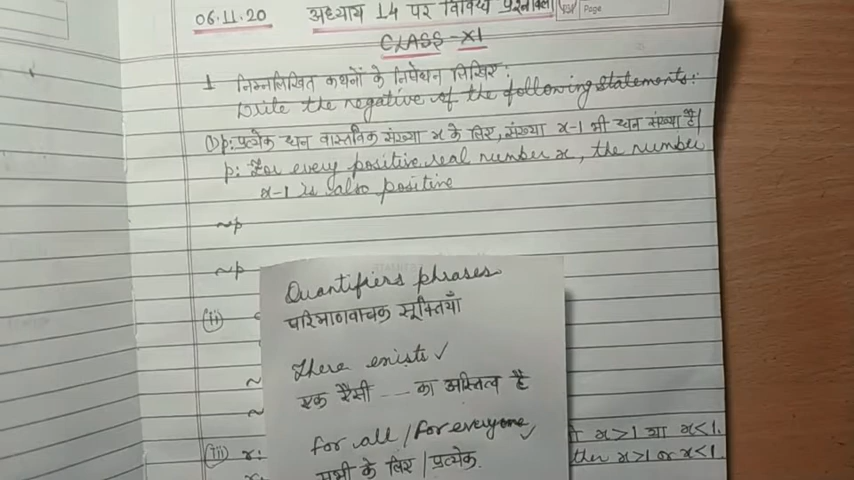 06.11.20 अध्याय 14 पर विविध प्रश्नावली Page
CLASS-XI
1 निम्नलिखित कथनों के निषेधन लिखिए:
Write the negative of the following statements:
(i) p: प्रत्येक धन वास्तविक संख्या x के लिए, संख्या x-1 भी धन संख्या है।
p: For every positive real number x, the number
x-1 is also positive
~p
~p
(ii)
~
~
(iii) r:
x>1 या x<1.
x>1 or x<1.
Quantifiers phrases
परिमाणवाचक सूक्तियाँ
There exists ✓
एक ऐसी --- का अस्तित्व है
for all / for everyone ✓
सभी के लिए / प्रत्येक